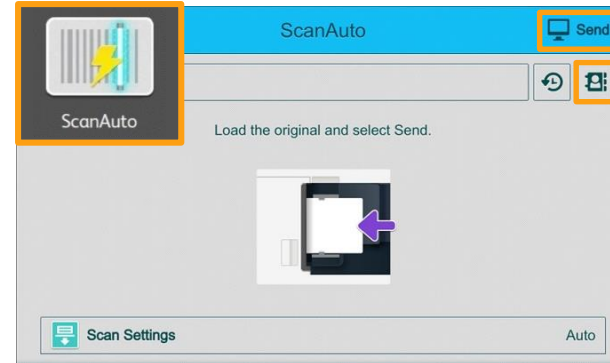 ScanAuto
Send
ScanAuto
Load the original and select Send.
Scan Settings
Auto